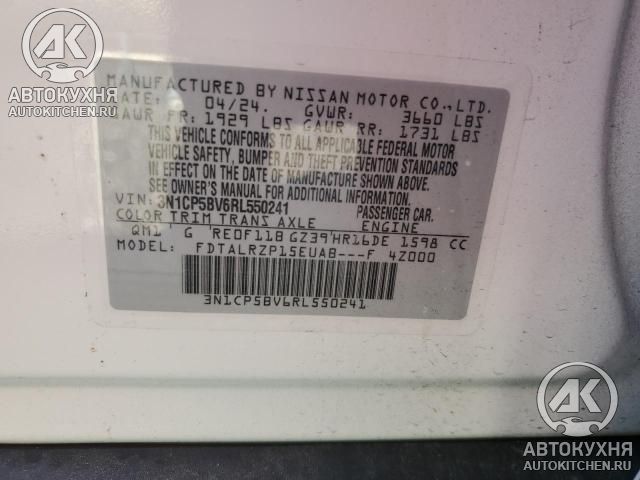 MANUFACTURED BY NISSAN MOTOR CO.,LTD.
DATE: 04/24. GVWR: 3660 LBS
GAWR FR: 1929 LBS GAWR RR: 1731 LBS
THIS VEHICLE CONFORMS TO ALL APPLICABLE FEDERAL MOTOR
VEHICLE SAFETY, BUMPER AND THEFT PREVENTION STANDARDS
IN EFFECT ON THE DATE OF MANUFACTURE SHOWN ABOVE.
SEE OWNER'S MANUAL FOR ADDITIONAL INFORMATION.
VIN: 3N1CP5BV6RL550241 PASSENGER CAR.
COLOR TRIM TRANS AXLE ENGINE
QM1 G RE0F11B GZ39 HR16DE 1598 CC
MODEL: FDTALRZP15EUAB---F 4Z000
3N1CP5BV6RL550241
АК
АВТОКУХНЯ
AUTOKITCHEN.RU
АК
АВТОКУХНЯ
AUTOKITCHEN.RU